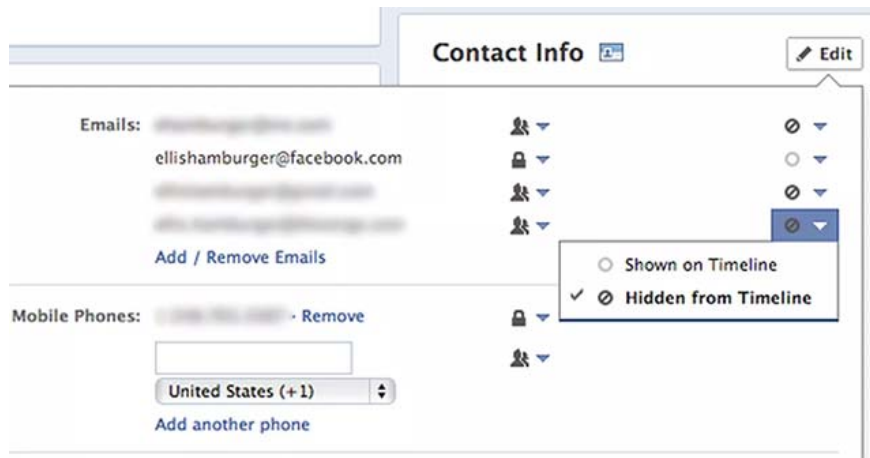 Contact Info
Edit
Emails:
ellishamburger@facebook.com
Add / Remove Emails
Shown on Timeline
Hidden from Timeline
Mobile Phones:
· Remove
United States (+1)
Add another phone